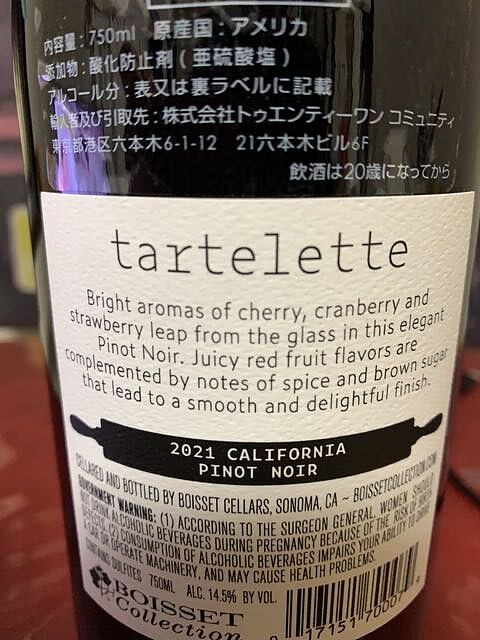 内容量:750ml 原産国:アメリカ
添加物:酸化防止剤(亜硫酸塩)
アルコール分:表又は裏ラベルに記載
輸入者及び引取先:株式会社トゥエンティーワン コミュニティ
東京都港区六本木6-1-12 21六本木ビル6F
飲酒は20歳になってから
tartelette
Bright aromas of cherry, cranberry and
strawberry leap from the glass in this elegant
Pinot Noir. Juicy red fruit flavors are
complemented by notes of spice and brown sugar
that lead to a smooth and delightful finish.
2021 CALIFORNIA
PINOT NOIR
CELLARED AND BOTTLED BY BOISSET CELLARS, SONOMA, CA ~ BOISSETCOLLECTION.COM
GOVERNMENT WARNING: (1) ACCORDING TO THE SURGEON GENERAL, WOMEN SHOULD
NOT DRINK ALCOHOLIC BEVERAGES DURING PREGNANCY BECAUSE OF THE RISK OF BIRTH
DEFECTS. (2) CONSUMPTION OF ALCOHOLIC BEVERAGES IMPAIRS YOUR ABILITY TO DRIVE
A CAR OR OPERATE MACHINERY, AND MAY CAUSE HEALTH PROBLEMS.
CONTAINS SULFITES 750ML ALC. 14.5% BY VOL.
BOISSET
Collection
0 17151 70007